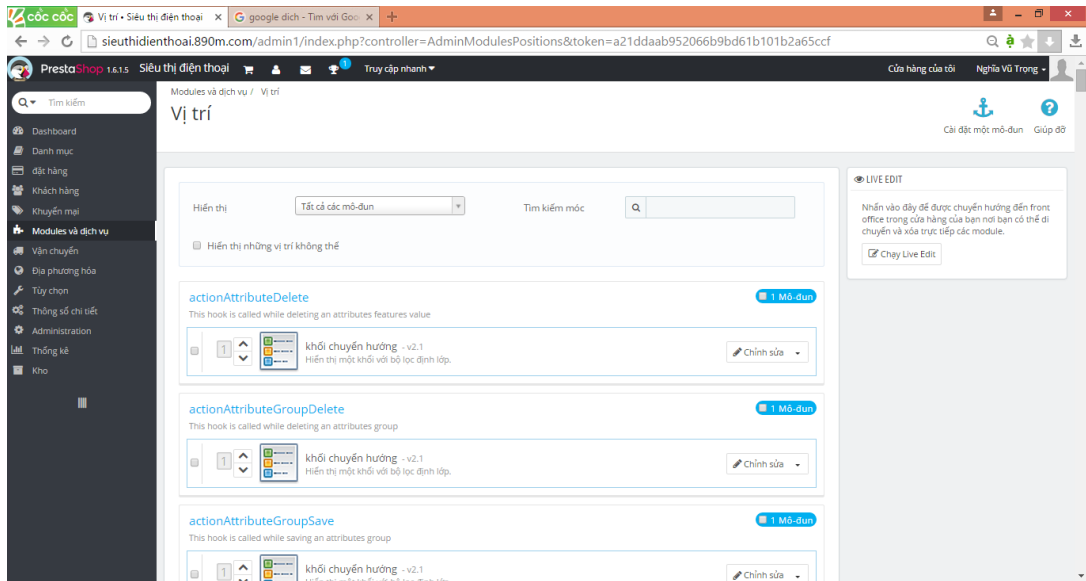 cốc cốc
Vị trí • Siêu thị điện thoại
google dich - Tìm với Goo
sieuthidienthoai.890m.com/admin1/index.php?controller=AdminModulesPositions&token=a21ddaab952066b9bd61b101b2a65ccf
PrestaShop 1.6.1.5 Siêu thị điện thoại 1 Truy cập nhanh
Cửa hàng của tôi Nghĩa Vũ Trọng
Tìm kiếm
Dashboard
Danh mục
đặt hàng
Khách hàng
Khuyến mại
Modules và dịch vụ
Vận chuyển
Địa phương hóa
Tùy chọn
Thông số chi tiết
Administration
Thống kê
Kho
Modules và dịch vụ / Vị trí
Vị trí
Cài đặt một mô-đun Giúp đỡ
Hiển thị Tất cả các mô-đun Tìm kiếm móc
Hiển thị những vị trí không thể
actionAttributeDelete 1 Mô-đun
This hook is called while deleting an attributes features value
1 khối chuyển hướng - v2.1
Hiển thị một khối với bộ lọc định lớp.
Chỉnh sửa
actionAttributeGroupDelete 1 Mô-đun
This hook is called while deleting an attributes group
1 khối chuyển hướng - v2.1
Hiển thị một khối với bộ lọc định lớp.
Chỉnh sửa
actionAttributeGroupSave 1 Mô-đun
This hook is called while saving an attributes group
1 khối chuyển hướng - v2.1
Chỉnh sửa
LIVE EDIT
Nhấn vào đây để được chuyển hướng đến front
office trong cửa hàng của bạn nơi bạn có thể di
chuyển và xóa trực tiếp các module.
Chạy Live Edit